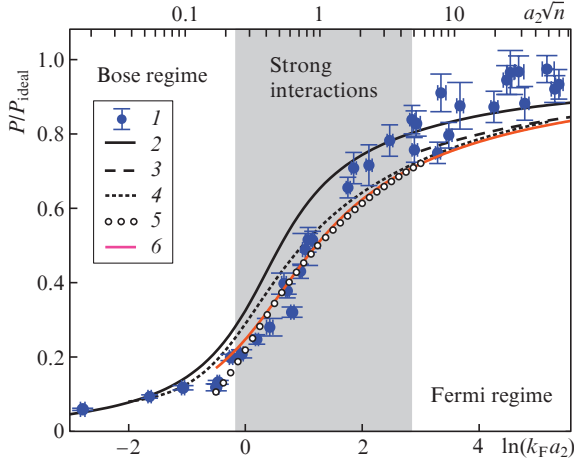 0.1 1 10 a₂√n
P/P_ideal
1.0
0.8
0.6
0.4
0.2
0
Bose regime
1
2
3
4
5
6
Strong
interactions
Fermi regime
−2 0 2 4 ln(k_F a₂)